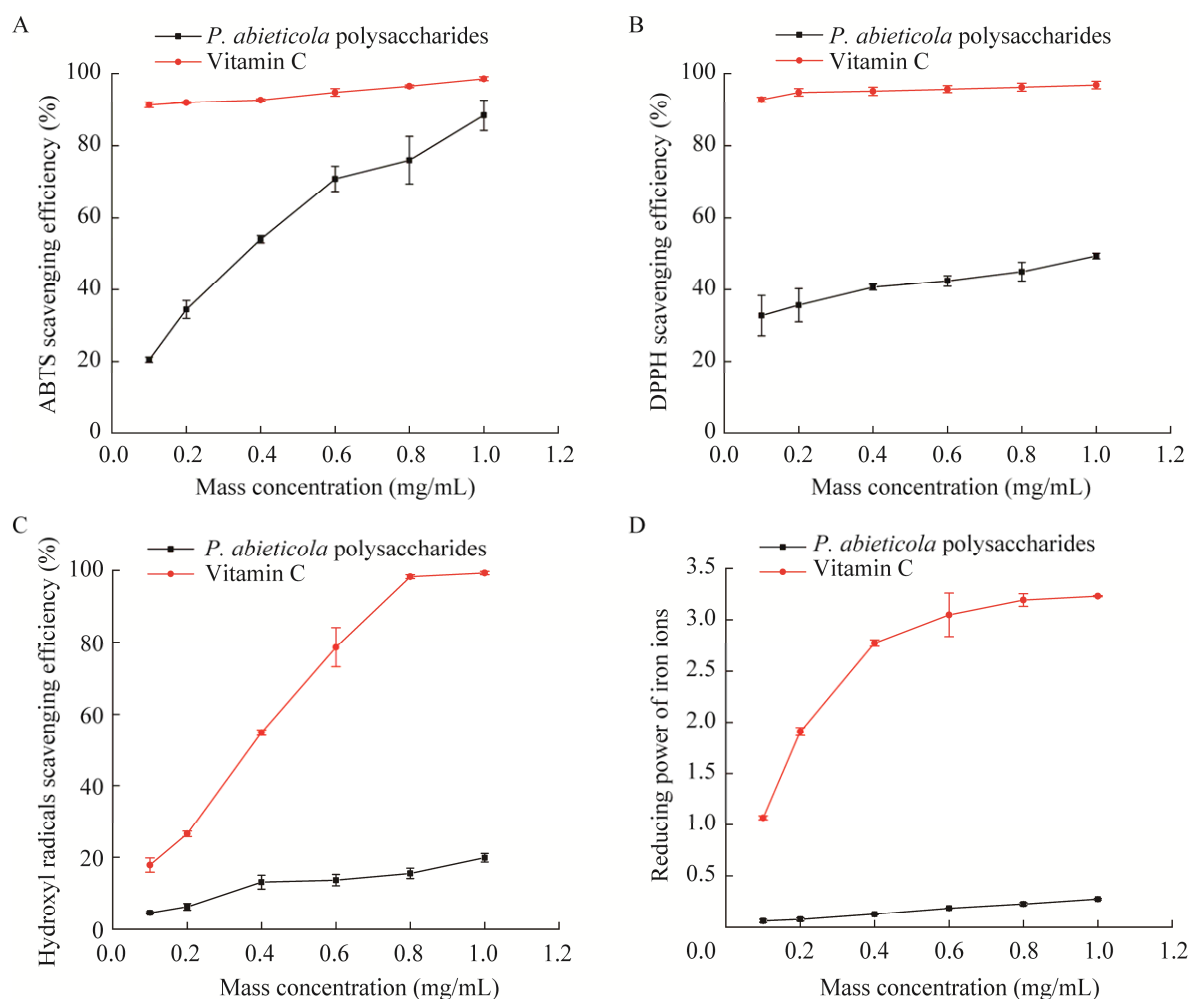 A
P. abieticola polysaccharides
Vitamin C
ABTS scavenging efficiency (%)
100
80
60
40
20
0
0.0 0.2 0.4 0.6 0.8 1.0 1.2
Mass concentration (mg/mL)
B
P. abieticola polysaccharides
Vitamin C
DPPH scavenging efficiency (%)
100
80
60
40
20
0
0.0 0.2 0.4 0.6 0.8 1.0 1.2
Mass concentration (mg/mL)
C
P. abieticola polysaccharides
Vitamin C
Hydroxyl radicals scavenging efficiency (%)
100
80
60
40
20
0
0.0 0.2 0.4 0.6 0.8 1.0 1.2
Mass concentration (mg/mL)
D
P. abieticola polysaccharides
Vitamin C
Reducing power of iron ions
3.5
3.0
2.5
2.0
1.5
1.0
0.5
0.0 0.2 0.4 0.6 0.8 1.0 1.2
Mass concentration (mg/mL)